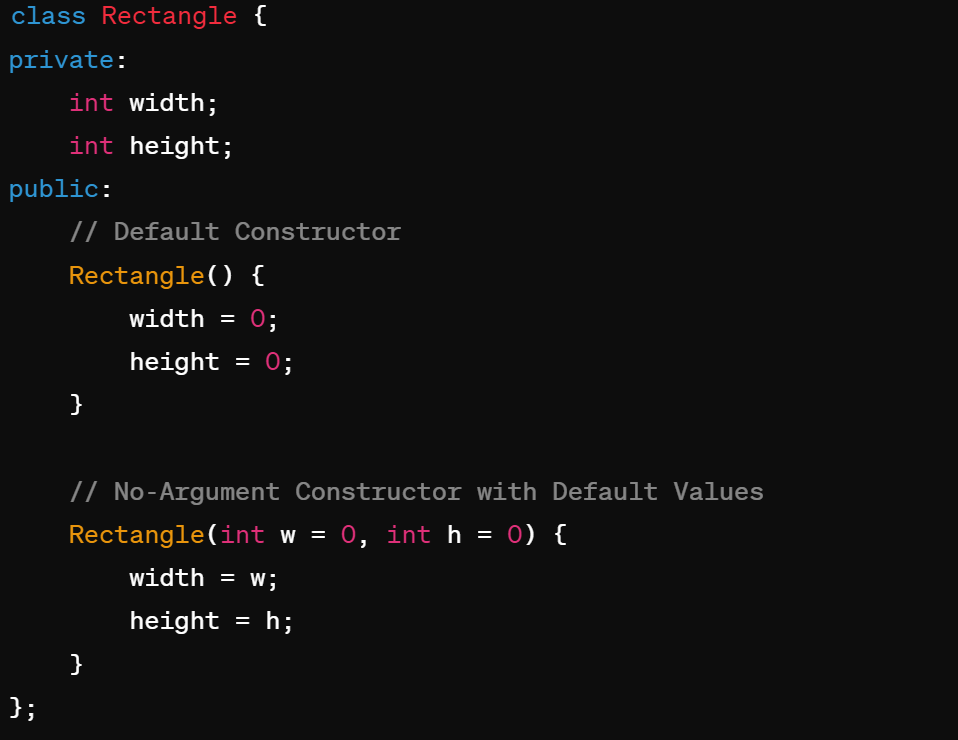 class Rectangle {
private:
    int width;
    int height;
public:
    // Default Constructor
    Rectangle() {
        width = 0;
        height = 0;
    }

    // No-Argument Constructor with Default Values
    Rectangle(int w = 0, int h = 0) {
        width = w;
        height = h;
    }
};